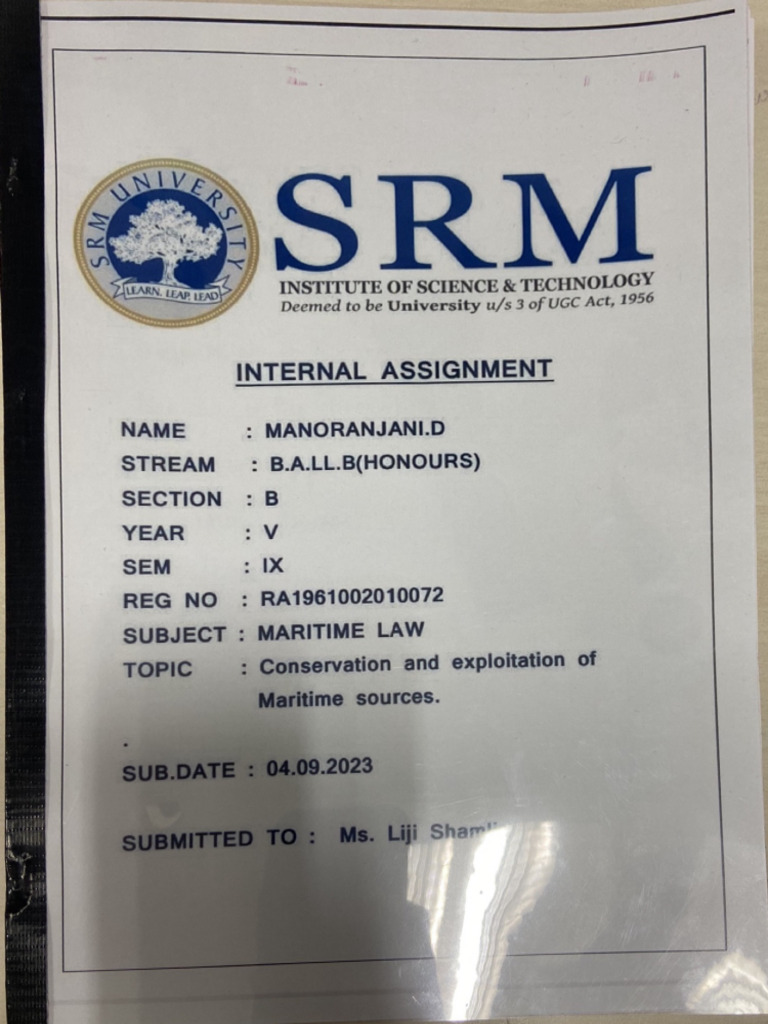 SRM UNIVERSITY
LEARN. LEAP. LEAD
SRM
INSTITUTE OF SCIENCE & TECHNOLOGY
Deemed to be University u/s 3 of UGC Act, 1956
INTERNAL ASSIGNMENT
NAME : MANORANJANI.D
STREAM : B.A.LL.B(HONOURS)
SECTION : B
YEAR : V
SEM : IX
REG NO : RA1961002010072
SUBJECT : MARITIME LAW
TOPIC : Conservation and exploitation of
Maritime sources.
.
SUB.DATE : 04.09.2023
SUBMITTED TO : Ms. Liji